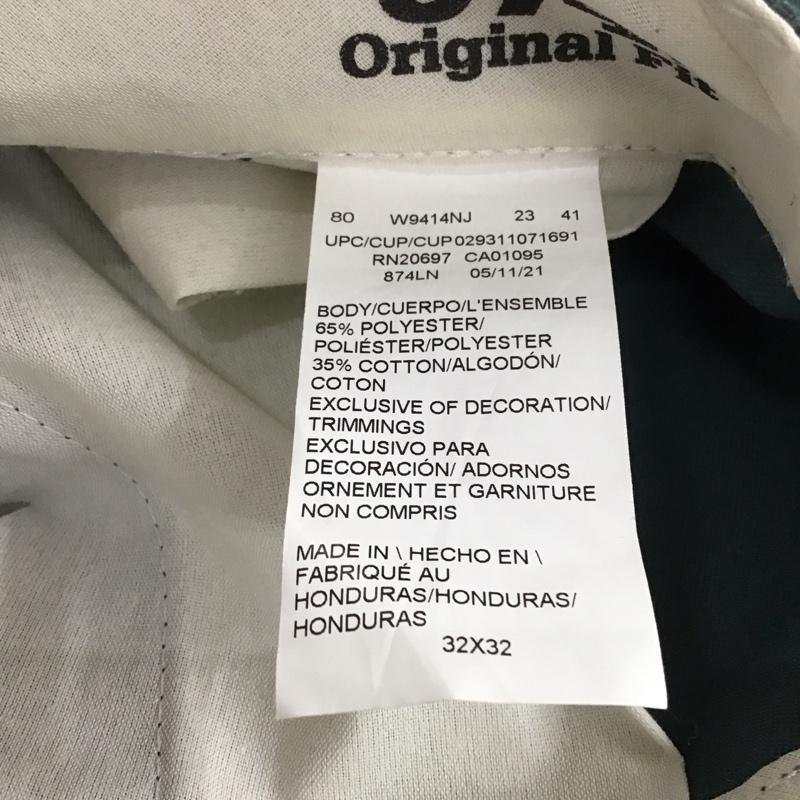 Original Fit
80 W9414NJ 23 41
UPC/CUP/CUP029311071691
RN20697 CA01095
874LN 05/11/21
BODY/CUERPO/L'ENSEMBLE
65% POLYESTER/
POLIÉSTER/POLYESTER
35% COTTON/ALGODÓN/
COTON
EXCLUSIVE OF DECORATION/
TRIMMINGS
EXCLUSIVO PARA
DECORACIÓN/ ADORNOS
ORNEMENT ET GARNITURE
NON COMPRIS
MADE IN \ HECHO EN \
FABRIQUÉ AU
HONDURAS/HONDURAS/
HONDURAS
32X32